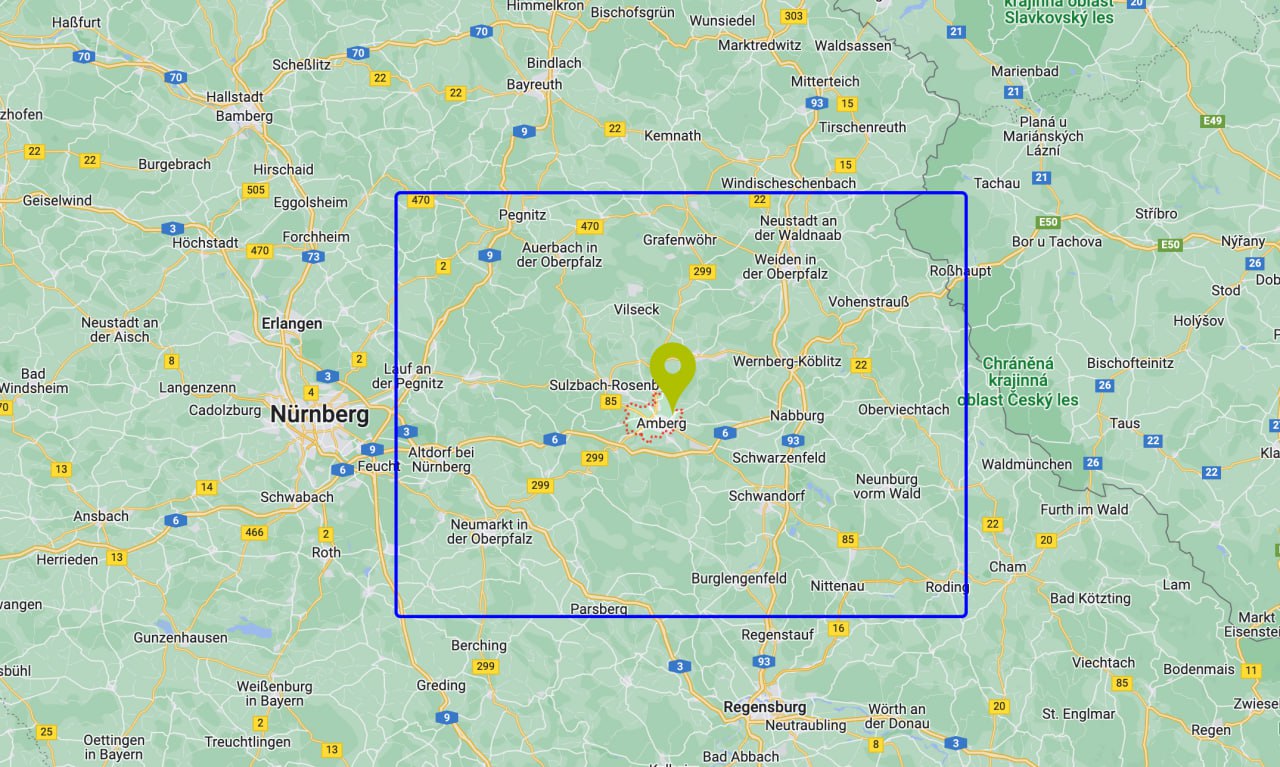 Himmelkron
Bischofsgrün
Wunsiedel
303
krajinná oblast
Slavkovský les
20
Haßfurt
70
70
21
Marktredwitz
Waldsassen
70
Scheßlitz
22
Bindlach
Bayreuth
Marienbad
70
Hallstadt
22
Mitterteich
93
15
21
zhofen
Bamberg
9
22
Kemnath
Tirschenreuth
Planá u
Mariánských
Lázní
E49
22
22
Burgebrach
Hirschaid
15
Geiselwind
505
Eggolsheim
470
Windischeschenbach
22
Tachau
21
3
Höchstadt
Forchheim
470
73
Pegnitz
470
Neustadt an
der Waldnaab
Stříbro
E50
Auerbach in
der Oberpfalz
Grafenwöhr
Bor u Tachova
E50
Nýřany
9
2
299
Weiden in
der Oberpfalz
Roßhaupt
26
Stod
Vilseck
Vohenstrauß
Neustadt an
der Aisch
Erlangen
Holýšov
8
2
Lauf an
der Pegnitz
Wernberg-Köblitz
22
Chráněná
krajinná
oblast Český les
Bischofteinitz
Bad
Windsheim
Langenzenn
3
4
Sulzbach-Rosenb
26
Cadolzburg
Nürnberg
85
Amberg
Nabburg
Oberviechtach
Taus
3
6
6
93
22
9
Altdorf bei
Nürnberg
Feucht
6
299
Schwarzenfeld
Waldmünchen
26
22
13
14
Schwabach
299
Schwandorf
Neunburg
vorm Wald
Ansbach
6
Furth im Wald
22
466
2
Neumarkt in
der Oberpfalz
85
20
Herrieden
13
Roth
Cham
Burglengenfeld
Nittenau
Roding
Lam
Bad Kötzting
wangen
Parsberg
Markt
Eisenstein
Gunzenhausen
Regenstauf
16
Berching
299
3
93
Viechtach
Bodenmais
11
sbühl
Weißenburg
in Bayern
Greding
85
Regensburg
Wörth an
der Donau
20
St. Englmar
Zwiese
2
9
Neutraubling
Regen
25
Oettingen
in Bayern
Treuchtlingen
13
8
3
Bad Abbach